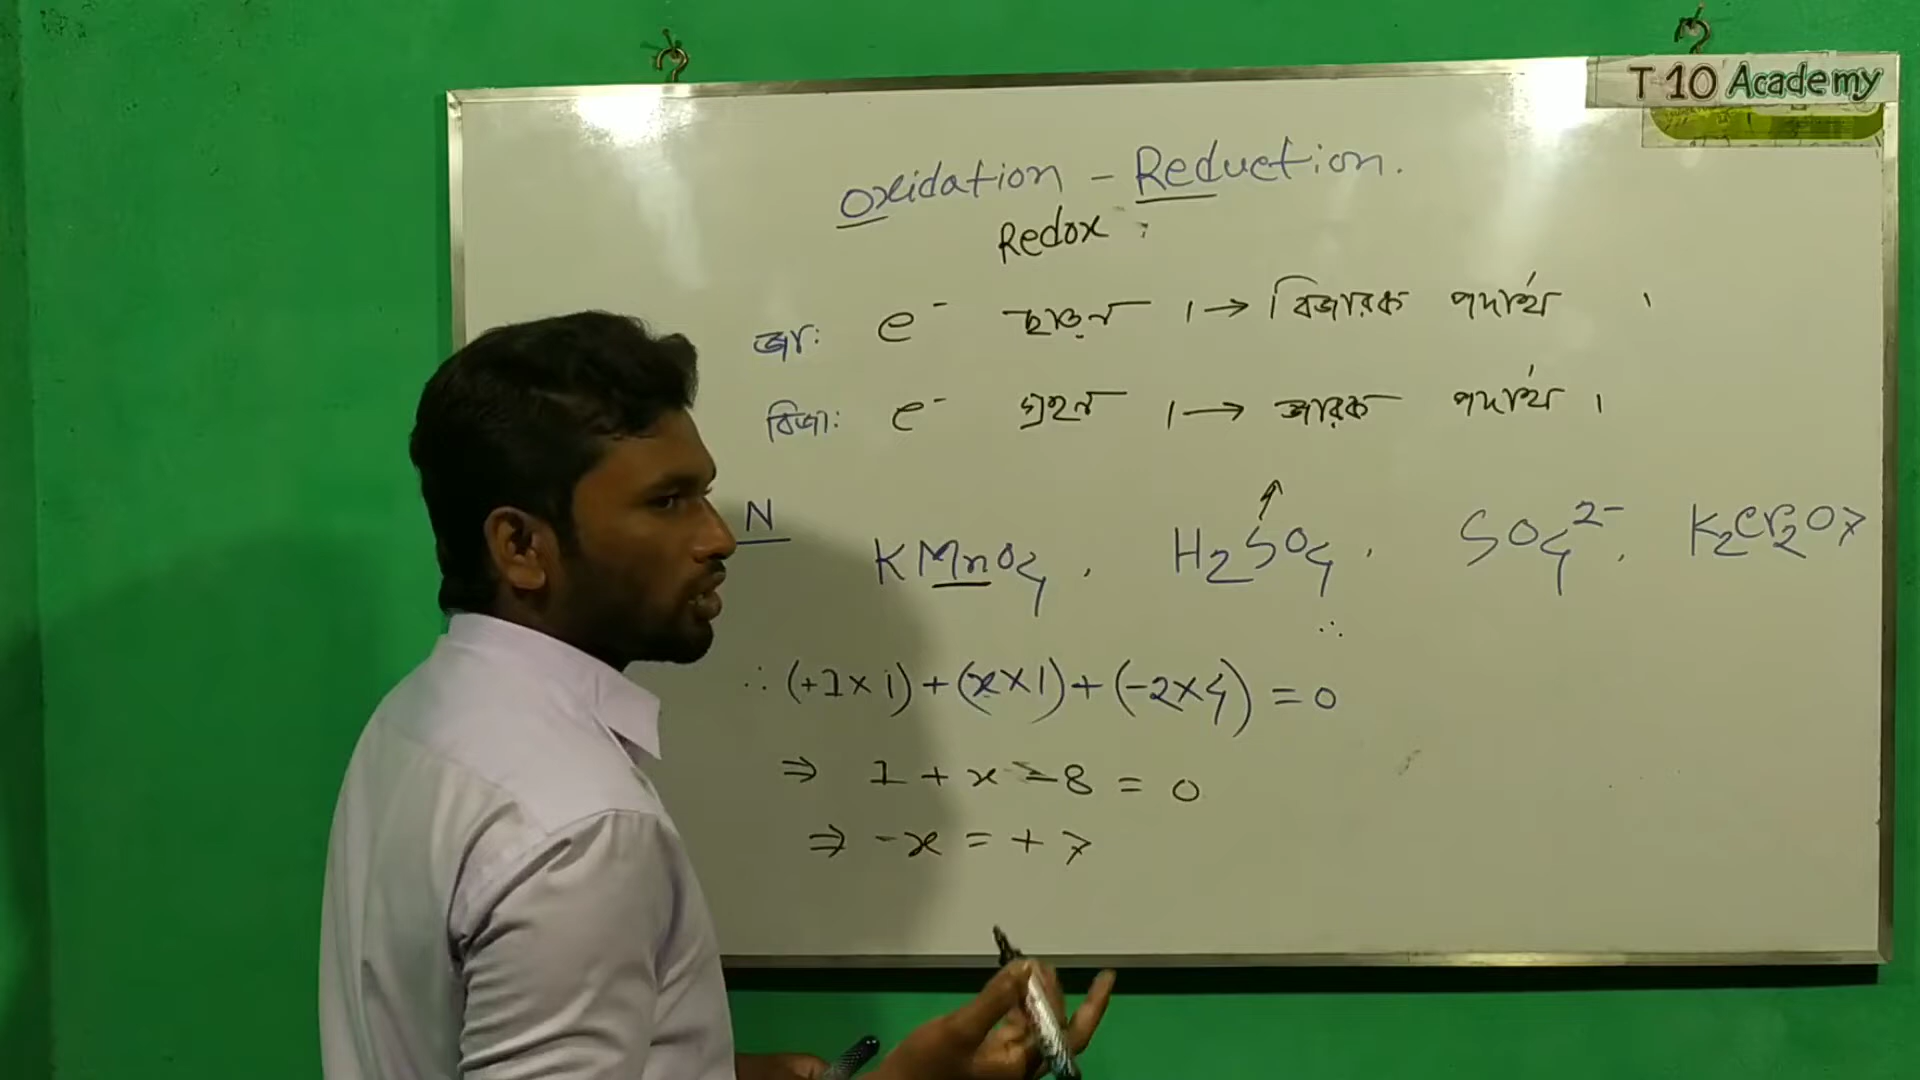 T 10 Academy
Oxidation - Reduction.
Redox :
জা: e⁻ ছাড়ন । → বিজারক পদার্থ ।
বিজা: e⁻ গ্রহন । → জারক পদার্থ ।
N
KMnO₄ , H₂SO₄ , SO₄²⁻ , K₂Cr₂O₇
∴
∴ (+1×1)+(x×1)+(-2×4) = 0
⇒ 1 + x - 8 = 0
⇒ -x = + 7